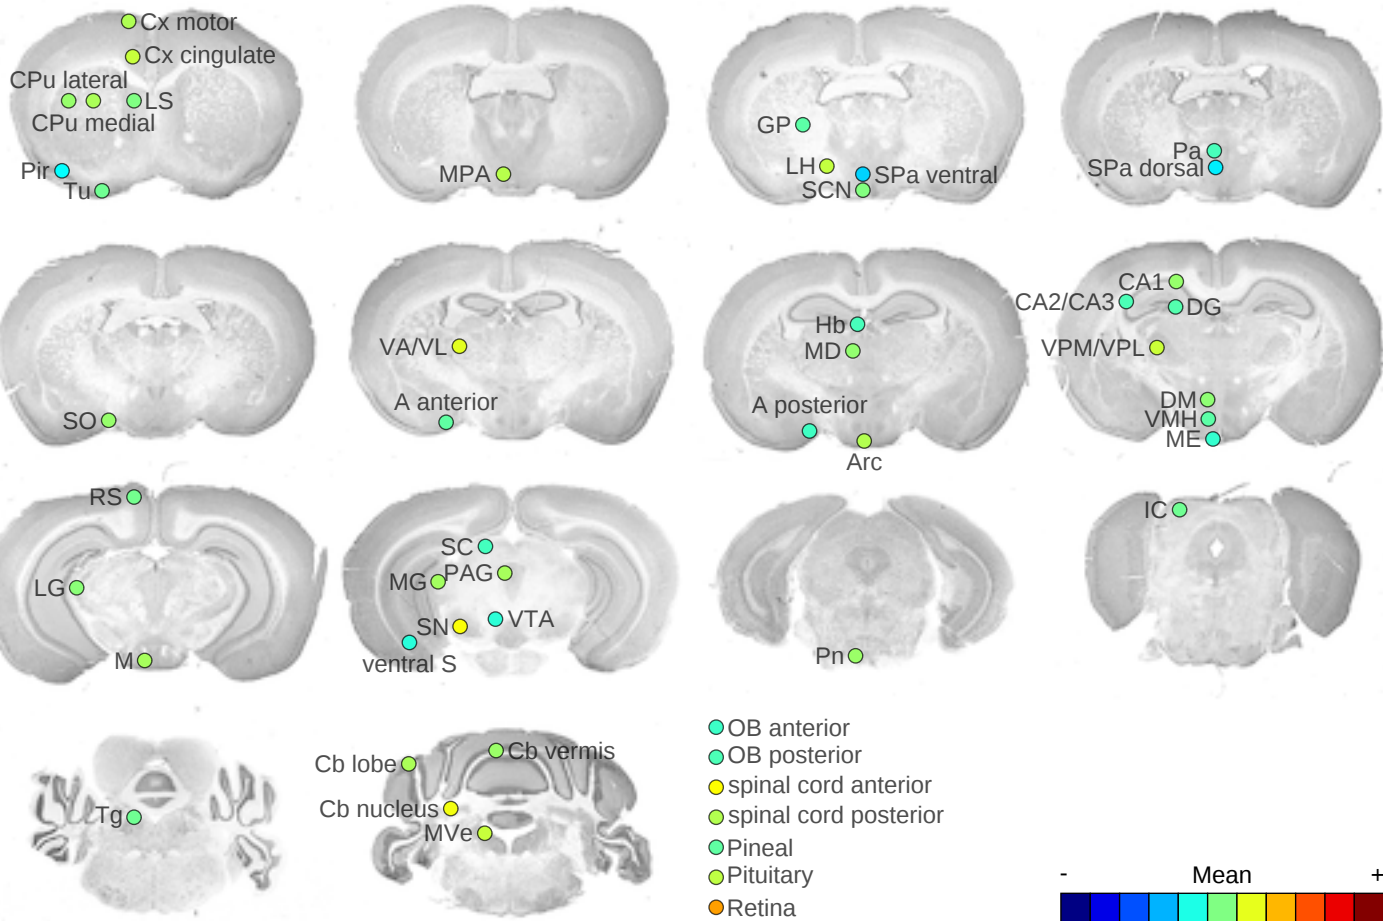 Cx motor
Cx cingulate
CPu lateral
LS
CPu medial
Pir
Tu
MPA
GP
LH
SPa ventral
SCN
Pa
SPa dorsal
SO
VA/VL
A anterior
Hb
MD
A posterior
Arc
CA1
CA2/CA3
DG
VPM/VPL
DM
VMH
ME
RS
LG
M
SC
MG
PAG
SN
VTA
ventral S
Pn
IC
Tg
Cb lobe
Cb vermis
Cb nucleus
MVe
OB anterior
OB posterior
spinal cord anterior
spinal cord posterior
Pineal
Pituitary
Retina
- Mean +